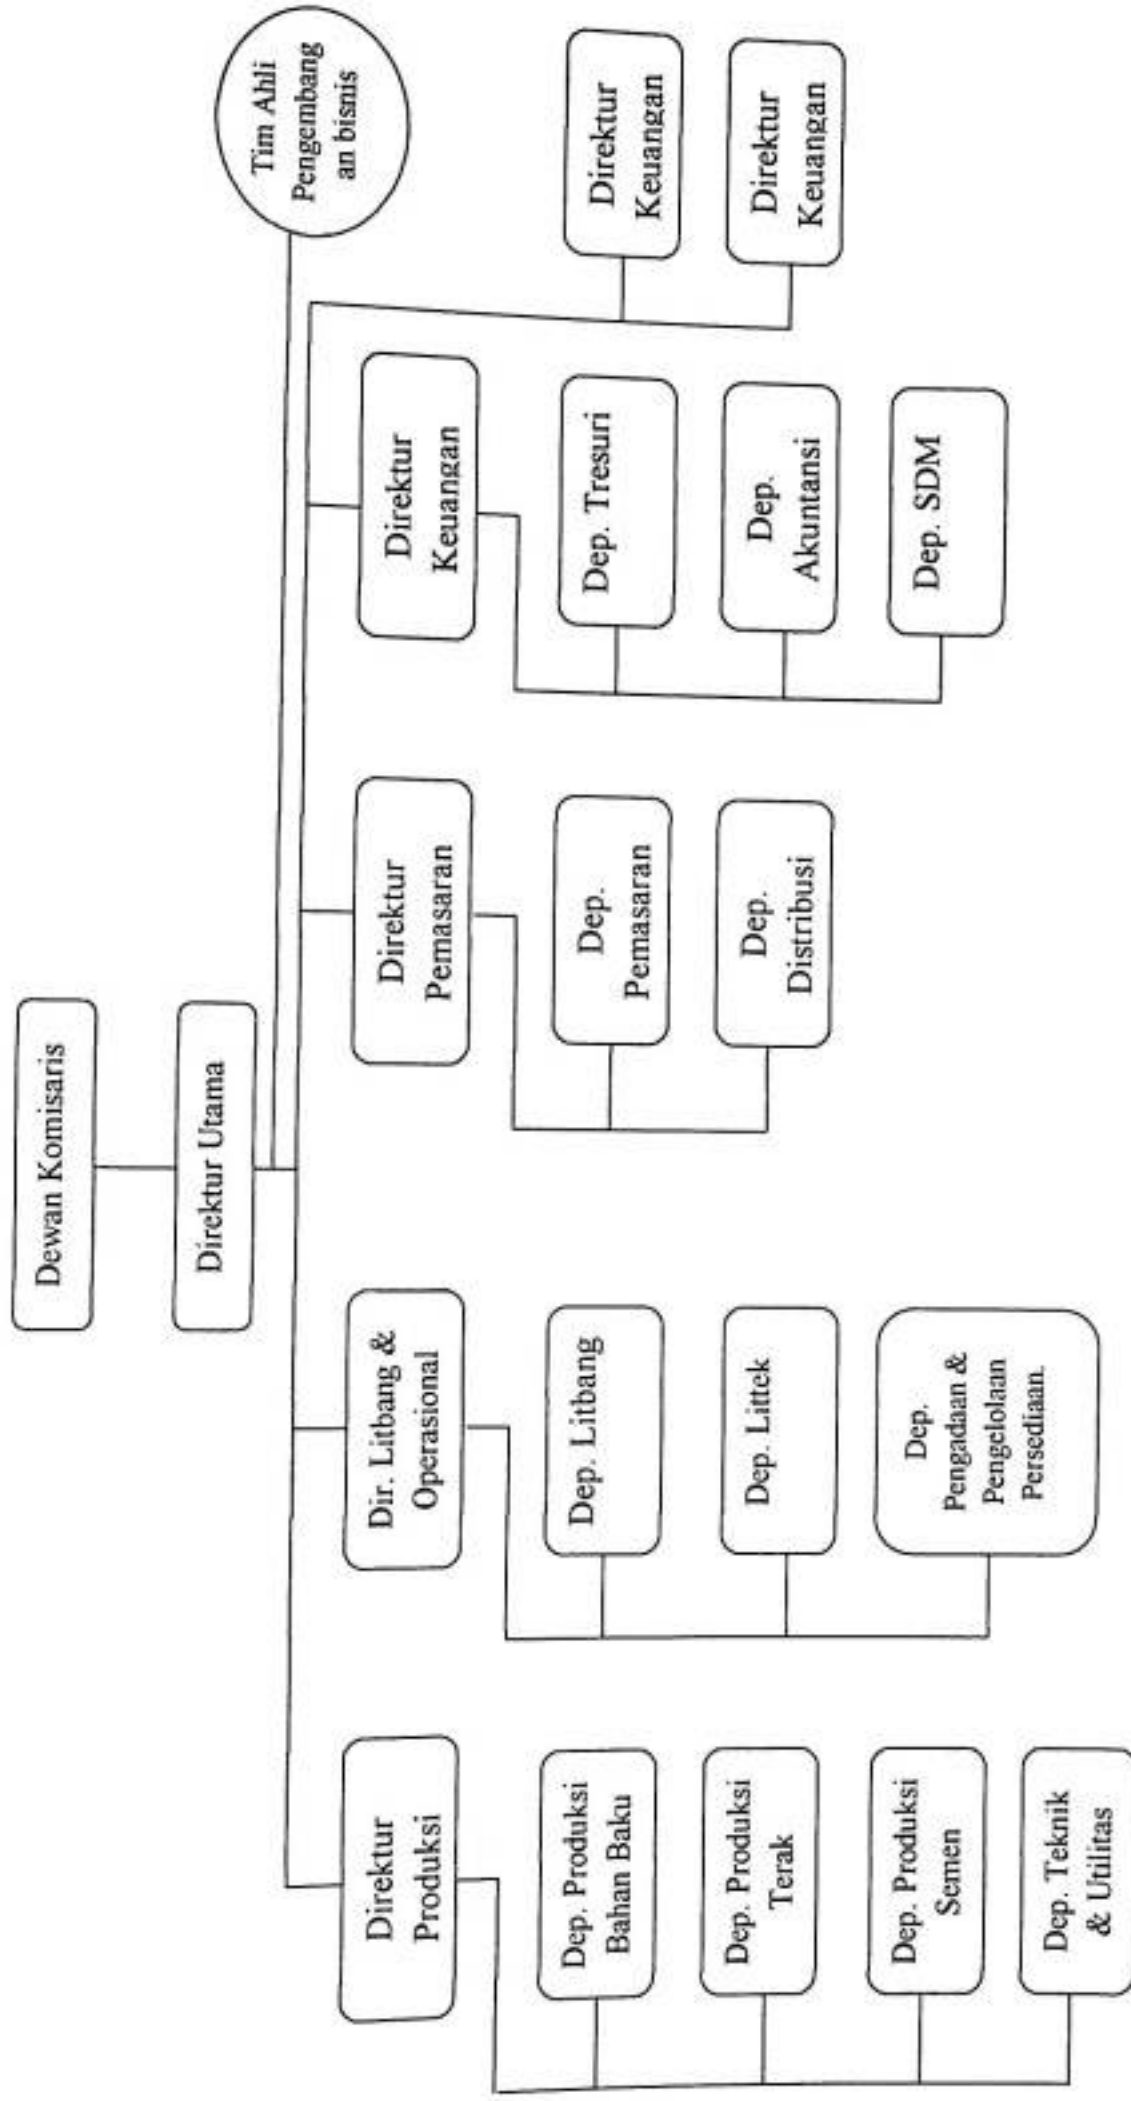 Dewan Komisaris
Direktur Utama
Tim Ahli
Pengembang
an bisnis
Direktur
Produksi
Dep. Produksi
Bahan Baku
Dep. Produksi
Terak
Dep. Produksi
Semen
Dep. Teknik
& Utilitas
Dir. Litbang &
Operasional
Dep. Litbang
Dep. Littek
Dep.
Pengadaan &
Pengelolaan
Persediaan.
Direktur
Pemasaran
Dep.
Pemasaran
Dep.
Distribusi
Direktur
Keuangan
Dep. Tresuri
Dep.
Akuntansi
Dep. SDM
Direktur
Keuangan
Direktur
Keuangan